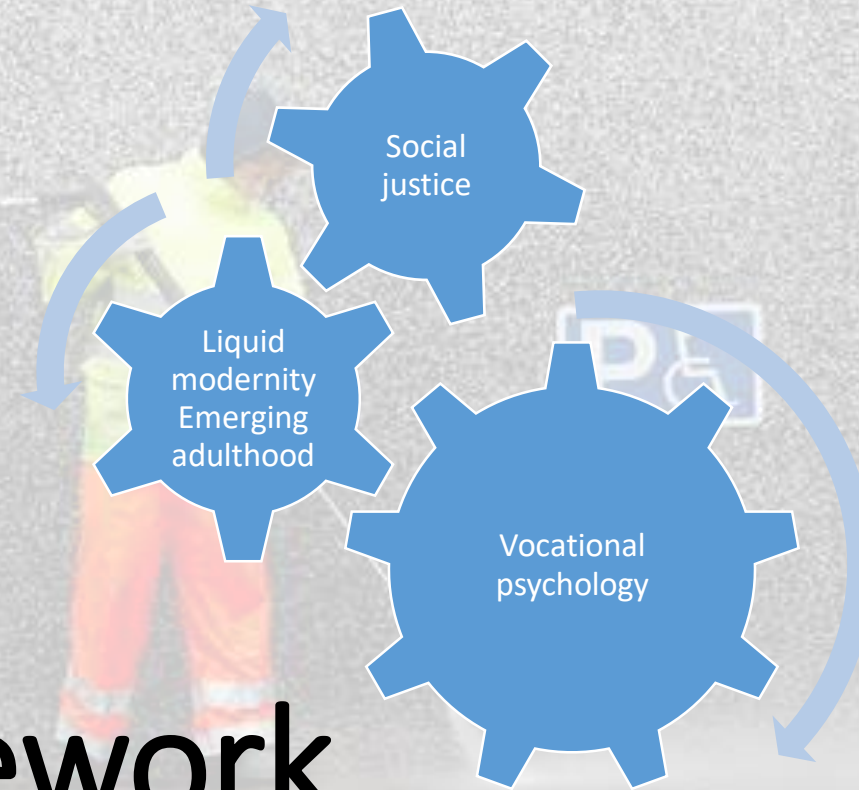 Social
justice
Liquid
modernity
Emerging
adulthood
P
Vocational
psychology
ework